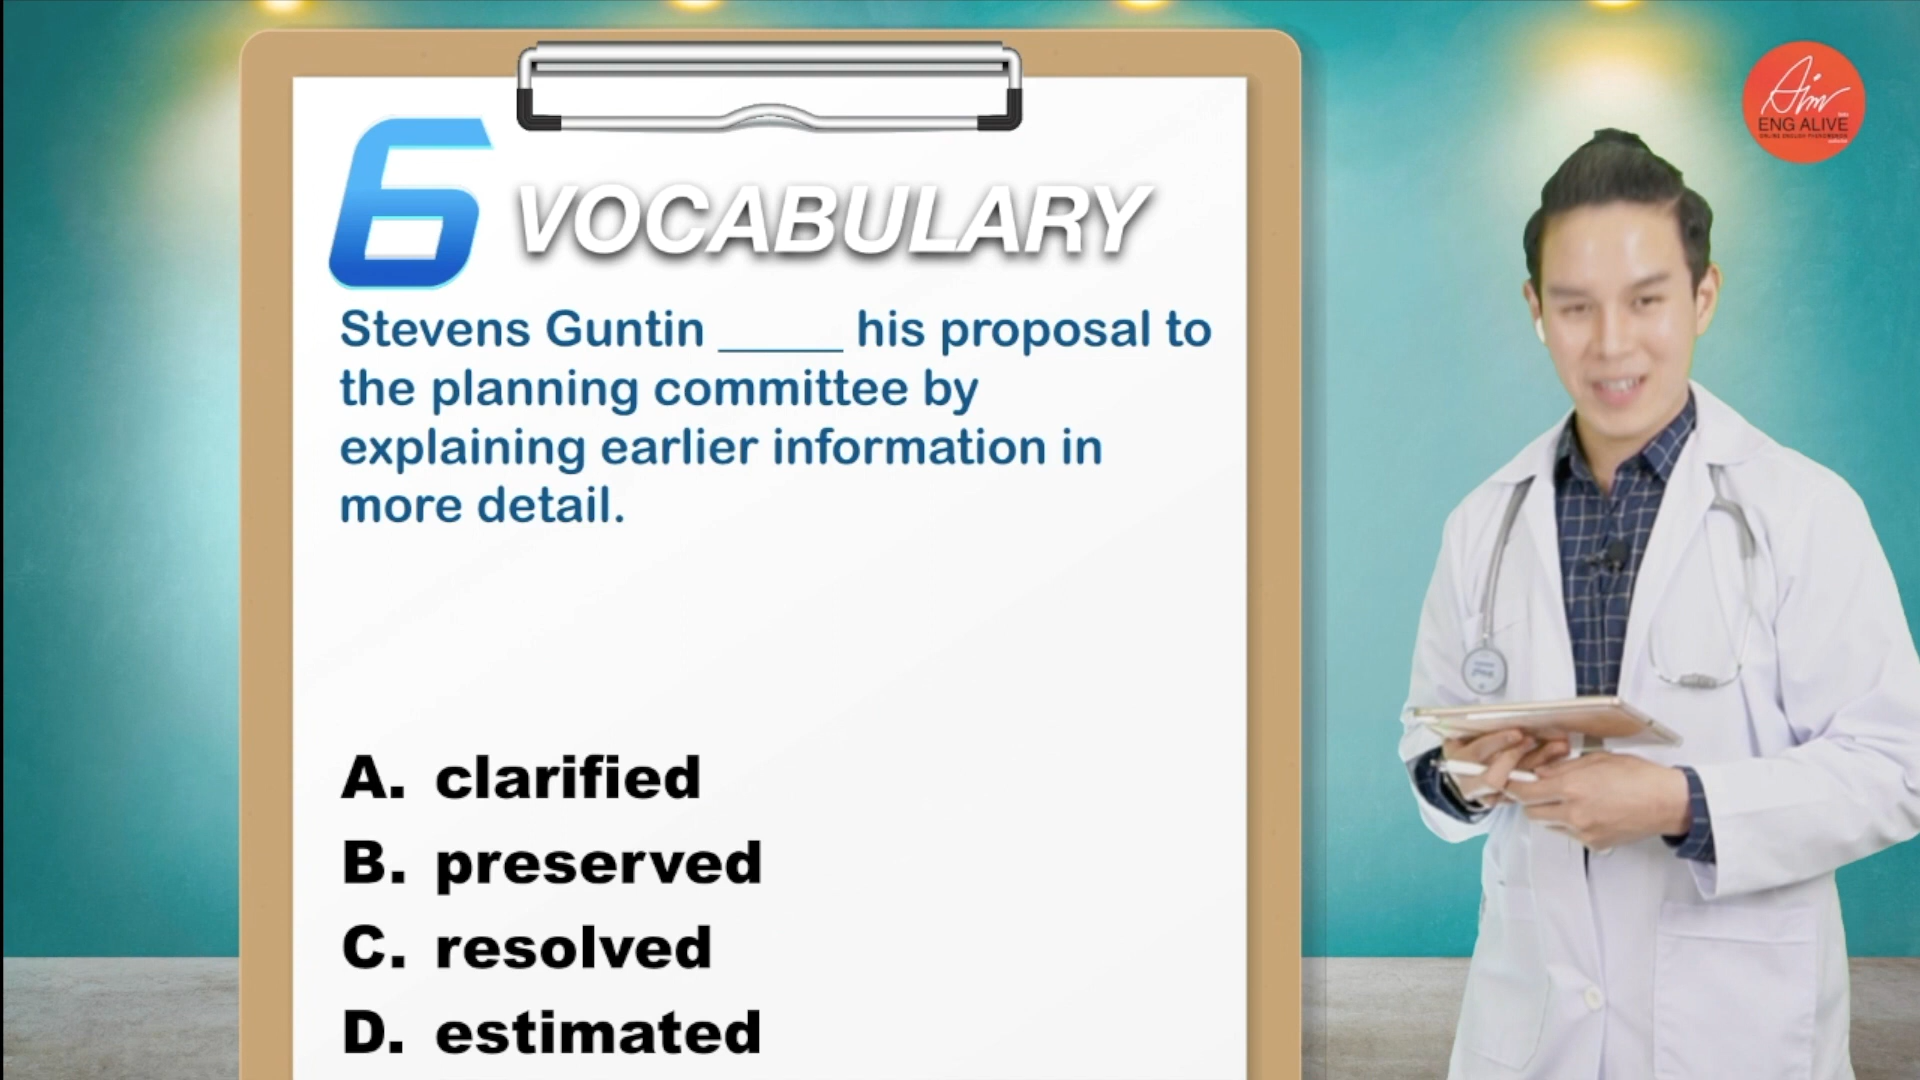 6 VOCABULARY
Stevens Guntin _____ his proposal to
the planning committee by
explaining earlier information in
more detail.
A. clarified
B. preserved
C. resolved
D. estimated
Aim
ENG ALIVE